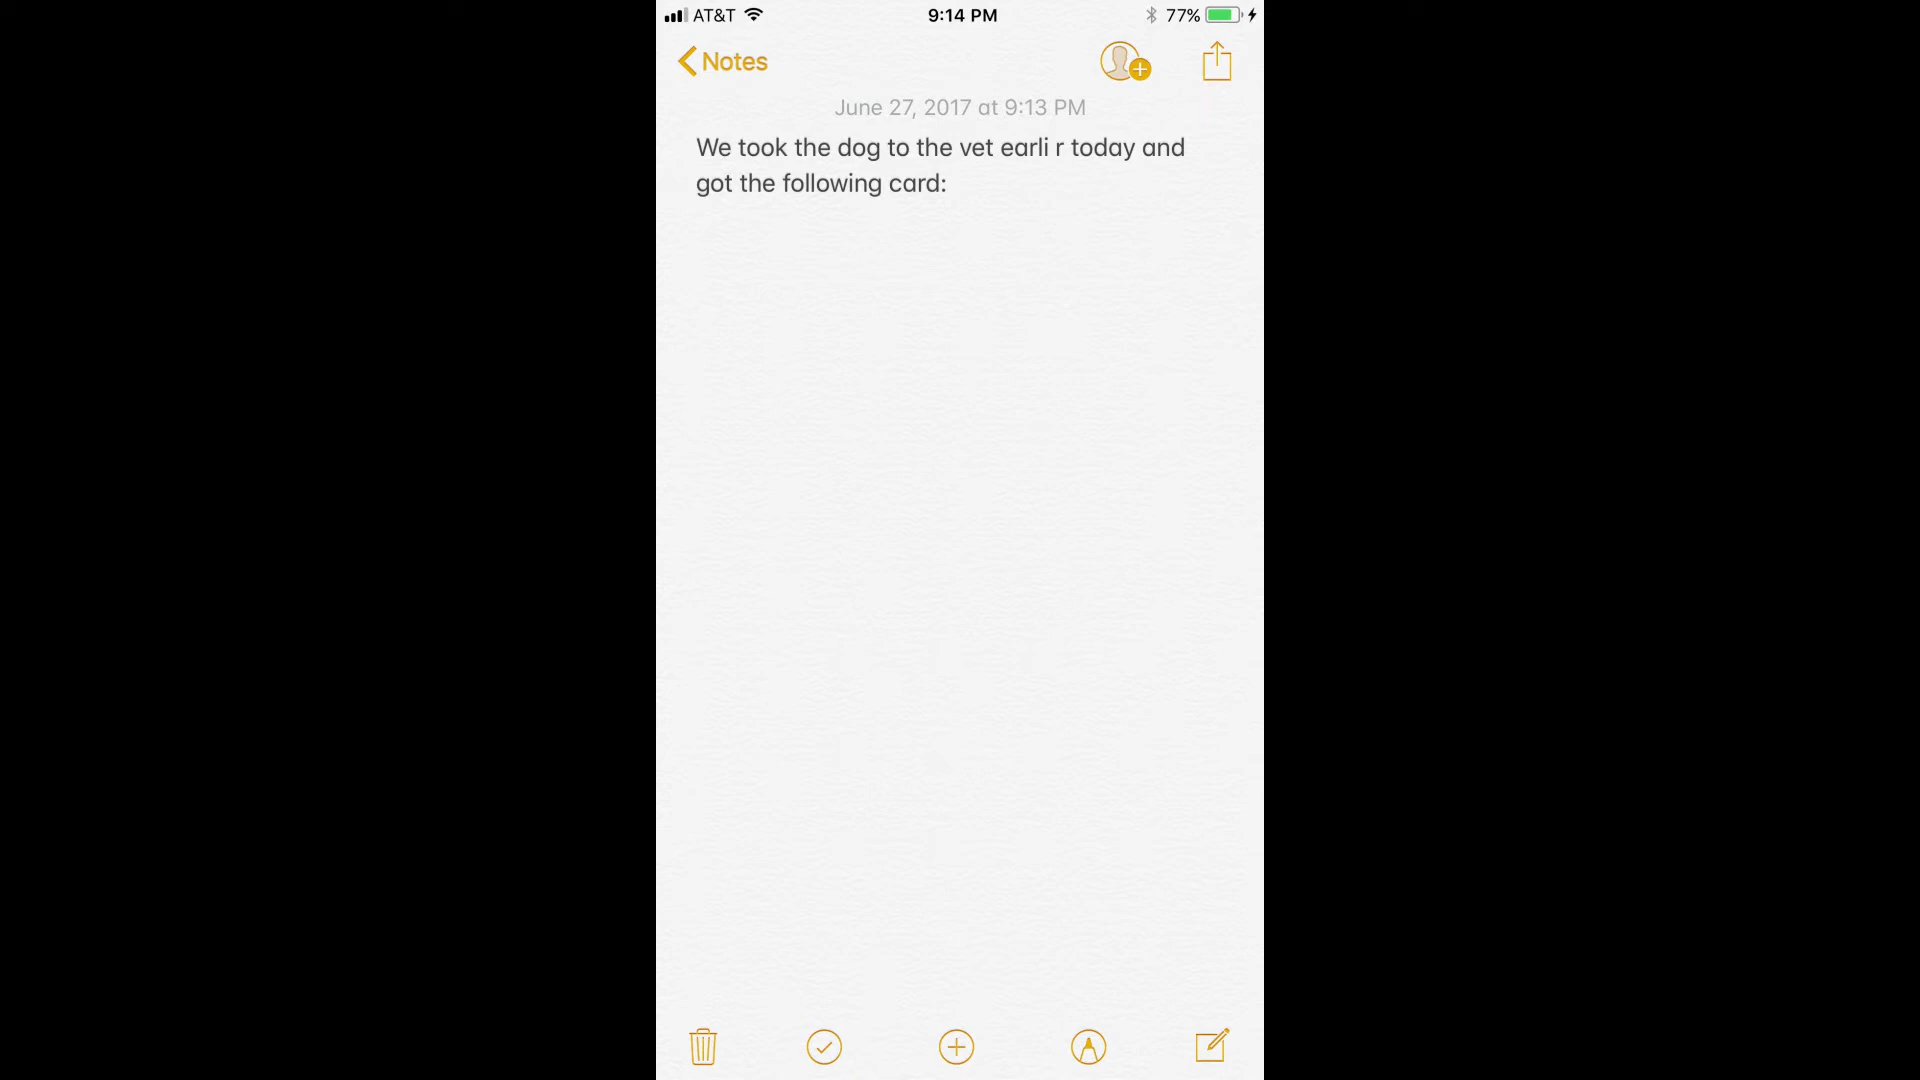 AT&T 9:14 PM 77%
Notes
June 27, 2017 at 9:13 PM
We took the dog to the vet earli r today and
got the following card: